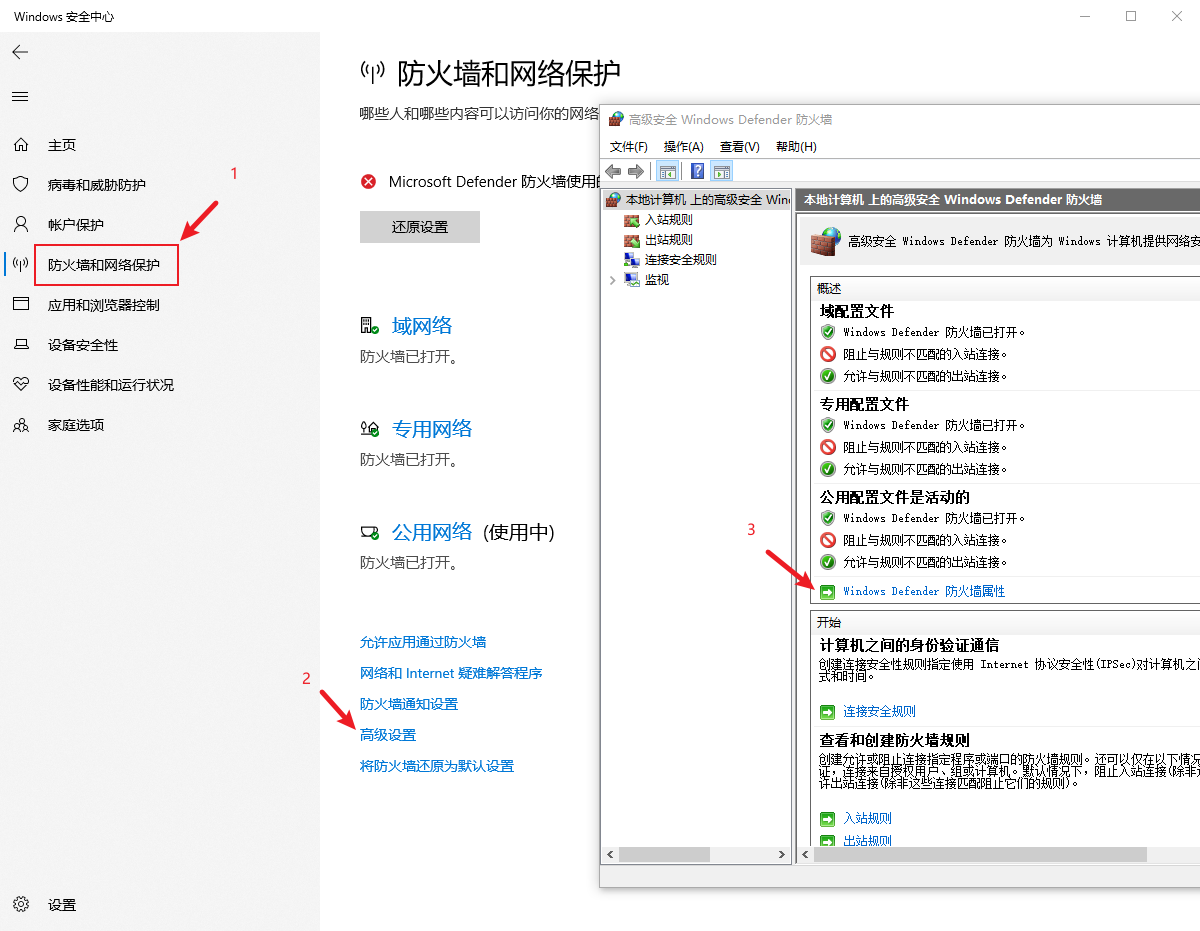 Windows 安全中心
主页
病毒和威胁防护
帐户保护
防火墙和网络保护
应用和浏览器控制
设备安全性
设备性能和运行状况
家庭选项
设置
1
防火墙和网络保护
哪些人和哪些内容可以访问你的网络
Microsoft Defender 防火墙使用的
还原设置
域网络
防火墙已打开。
专用网络
防火墙已打开。
公用网络 (使用中)
防火墙已打开。
允许应用通过防火墙
网络和 Internet 疑难解答程序
防火墙通知设置
2
高级设置
将防火墙还原为默认设置
高级安全 Windows Defender 防火墙
文件(F) 操作(A) 查看(V) 帮助(H)
本地计算机 上的高级安全 Win
入站规则
出站规则
连接安全规则
监视
本地计算机 上的高级安全 Windows Defender 防火墙
高级安全 Windows Defender 防火墙为 Windows 计算机提供网络安
概述
域配置文件
Windows Defender 防火墙已打开。
阻止与规则不匹配的入站连接。
允许与规则不匹配的出站连接。
专用配置文件
Windows Defender 防火墙已打开。
阻止与规则不匹配的入站连接。
允许与规则不匹配的出站连接。
公用配置文件是活动的
Windows Defender 防火墙已打开。
阻止与规则不匹配的入站连接。
允许与规则不匹配的出站连接。
3
Windows Defender 防火墙属性
开始
计算机之间的身份验证通信
创建连接安全性规则指定使用 Internet 协议安全性(IPSec)对计算机之间
式和时间。
连接安全规则
查看和创建防火墙规则
创建允许或阻止连接指定程序或端口的防火墙规则。还可以仅在以下情况
证，连接来自授权用户、组或计算机。默认情况下，阻止入站连接(除非这
许出站连接(除非这些连接匹配阻止它们的规则)。
入站规则
出站规则